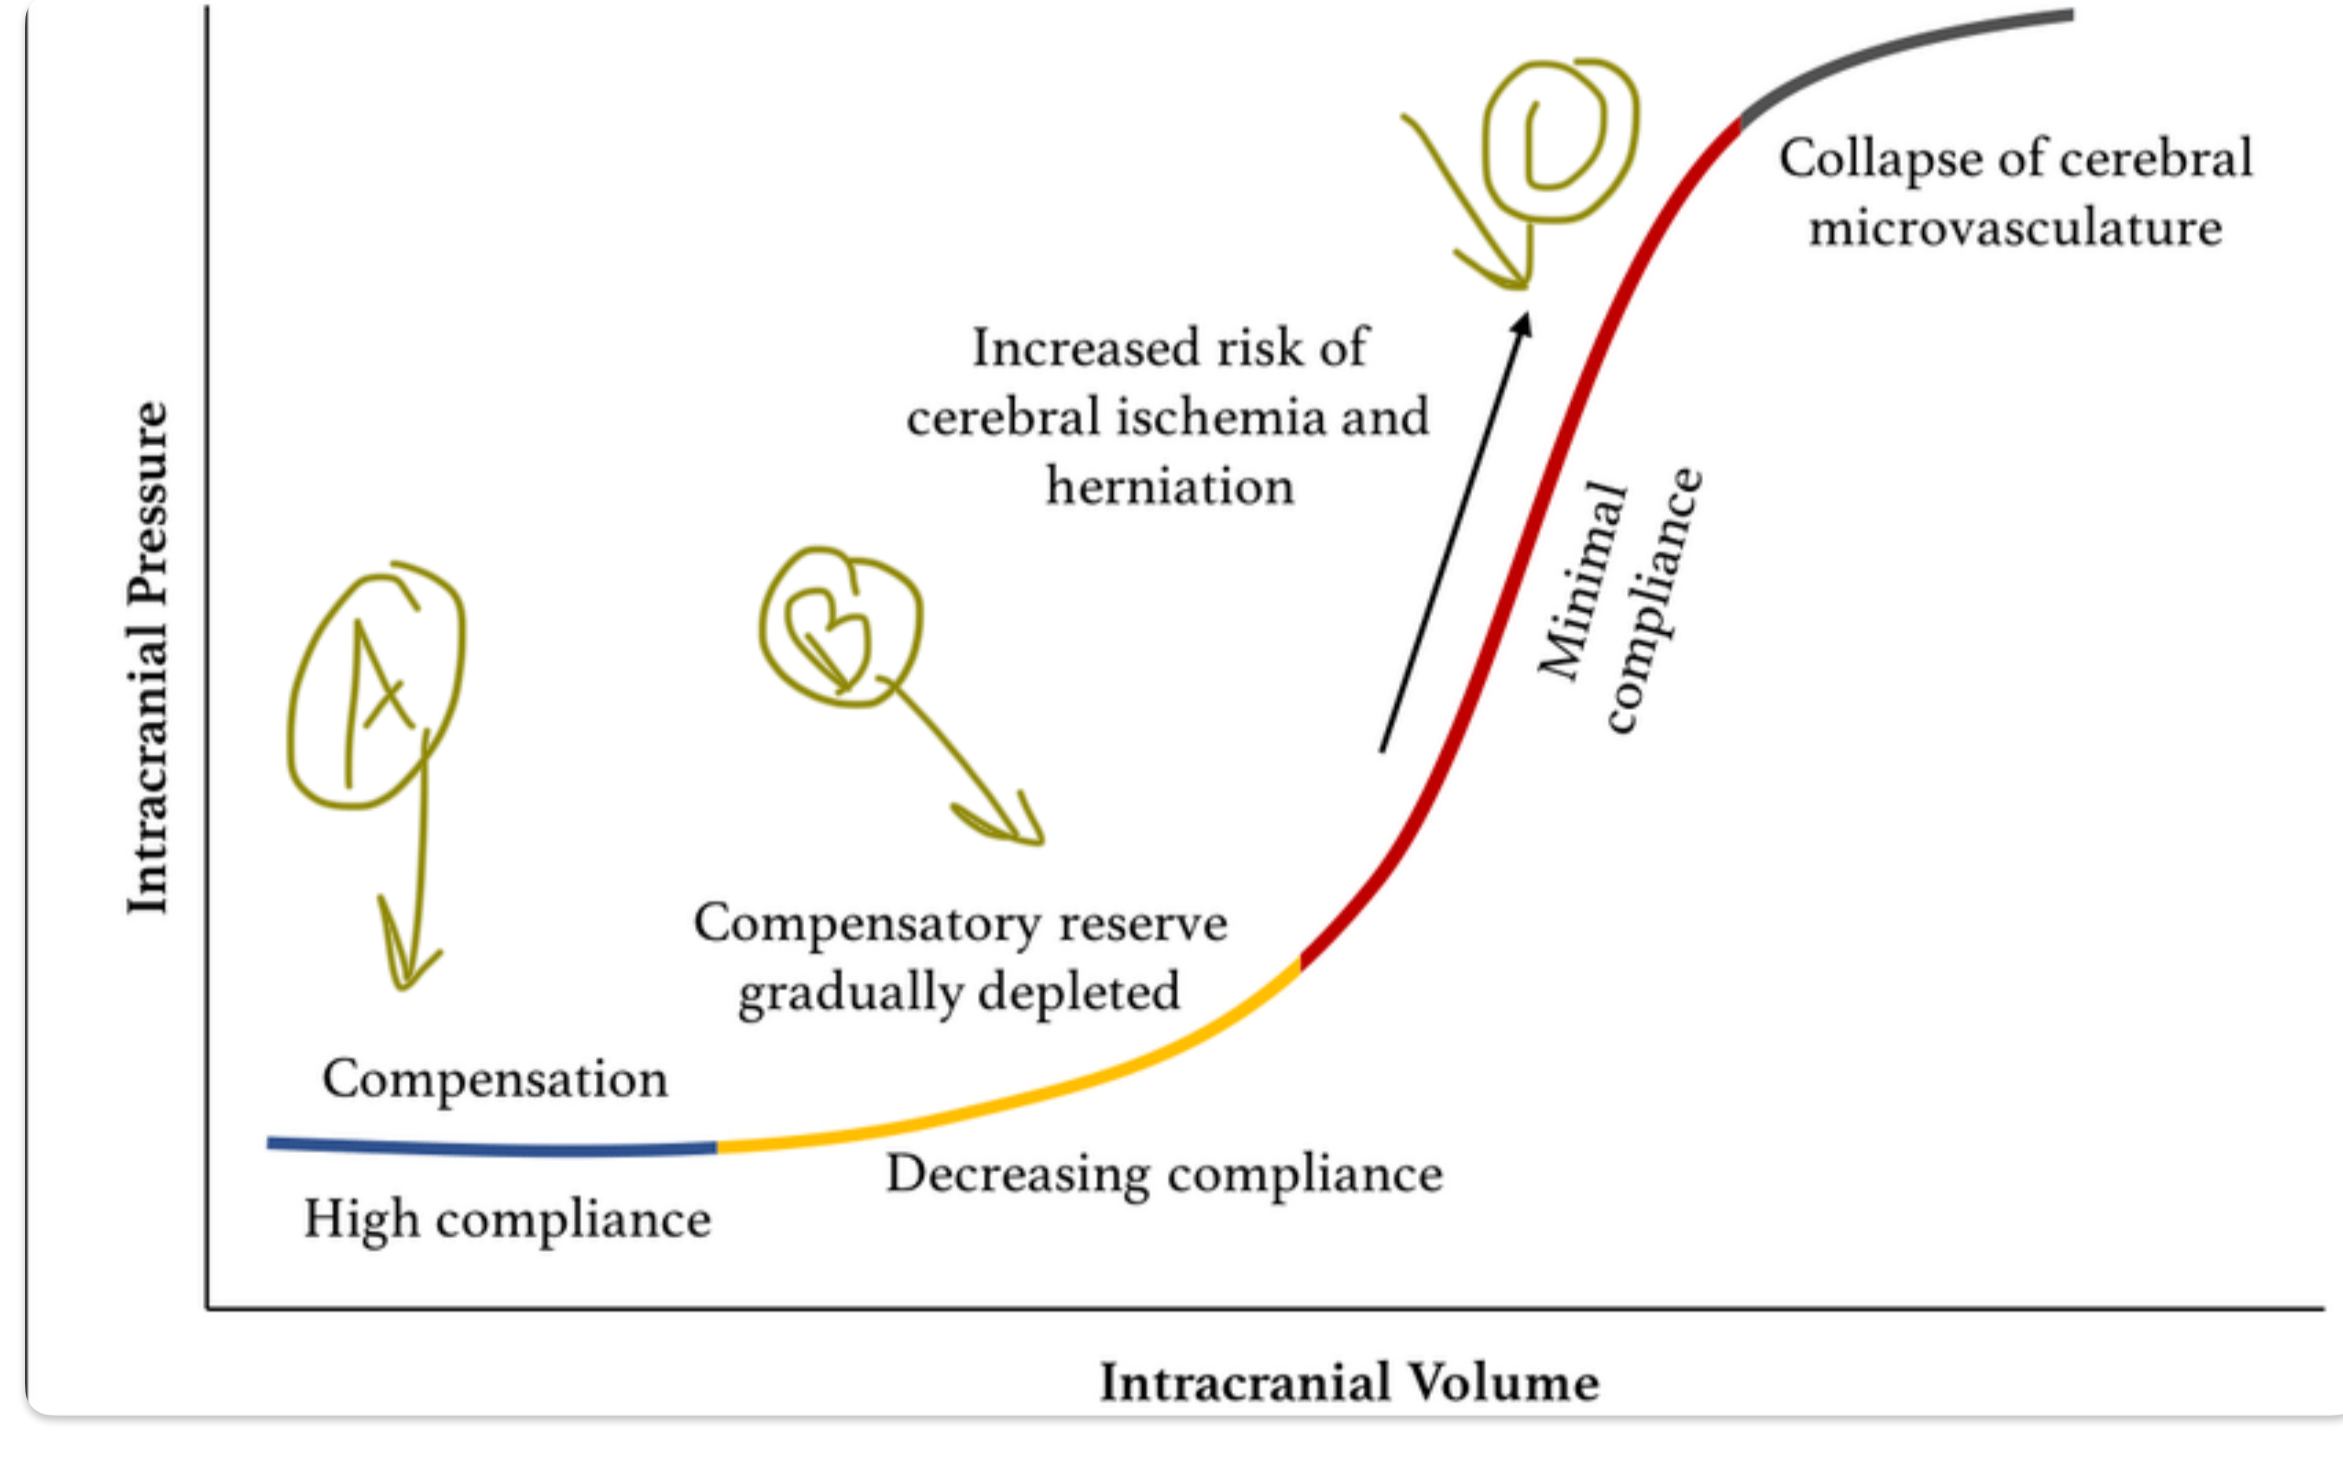 Intracranial Pressure
A
B
Collapse of cerebral
microvasculature
Increased risk of
cerebral ischemia and
herniation
Minimal
compliance
Compensatory reserve
gradually depleted
Compensation
Decreasing compliance
High compliance
Intracranial Volume